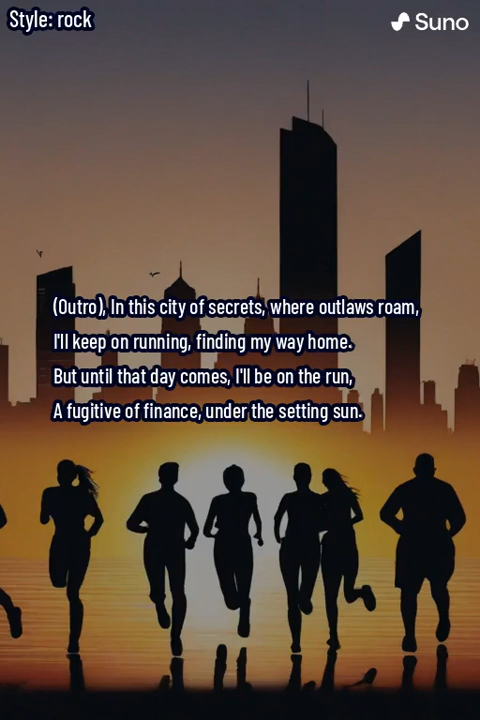 Style: rock
Suno
(Outro), In this city of secrets, where outlaws roam,
I'll keep on running, finding my way home.
But until that day comes, I'll be on the run,
A fugitive of finance, under the setting sun.